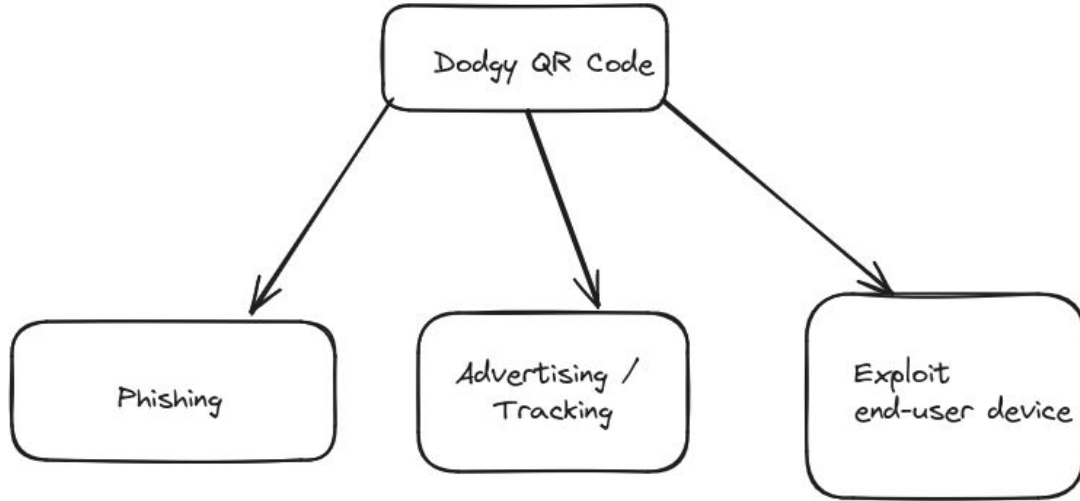 Dodgy QR Code
Phishing
Advertising /
Tracking
Exploit
end-user device